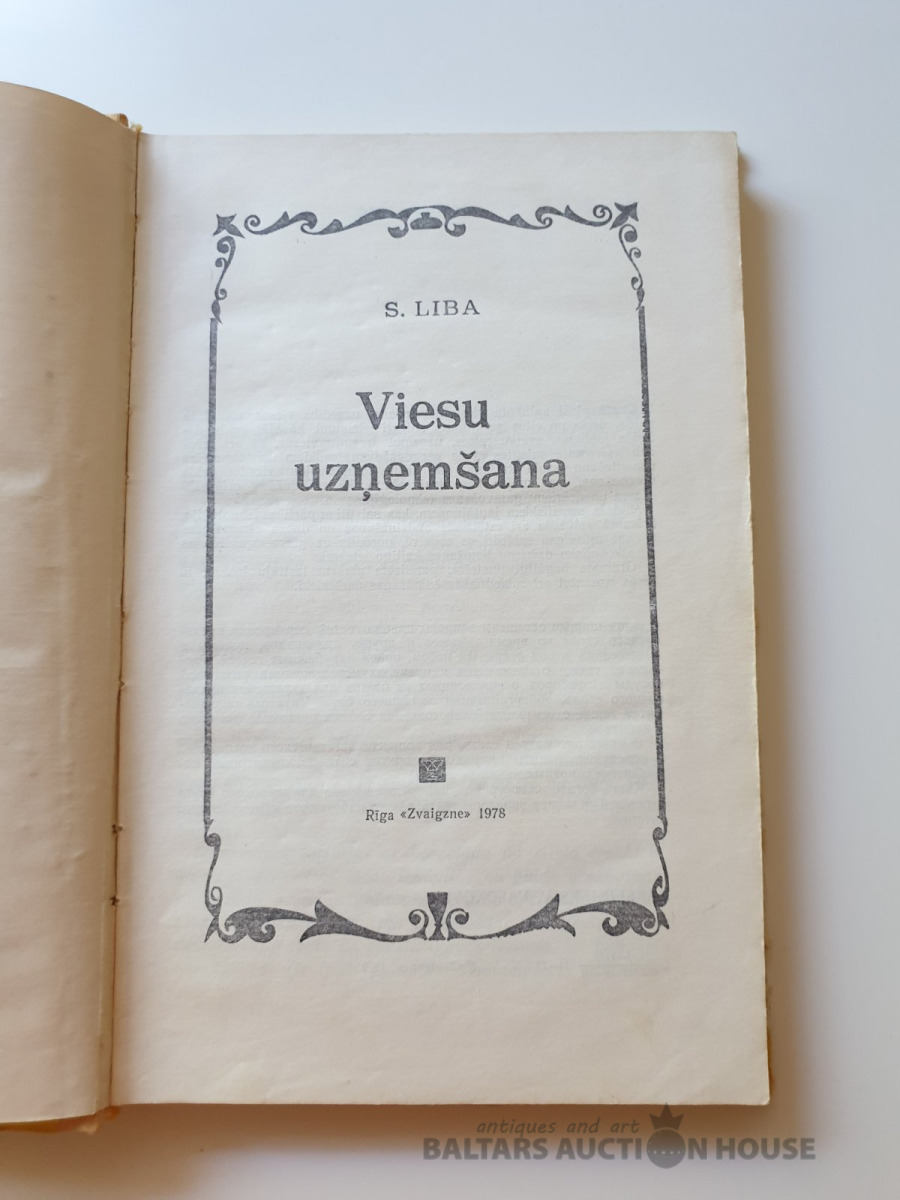 S. LIBA
Viesu
uzņemšana
Rīga «Zvaigzne» 1978
antiques and art
BALTARS AUCTION HOUSE